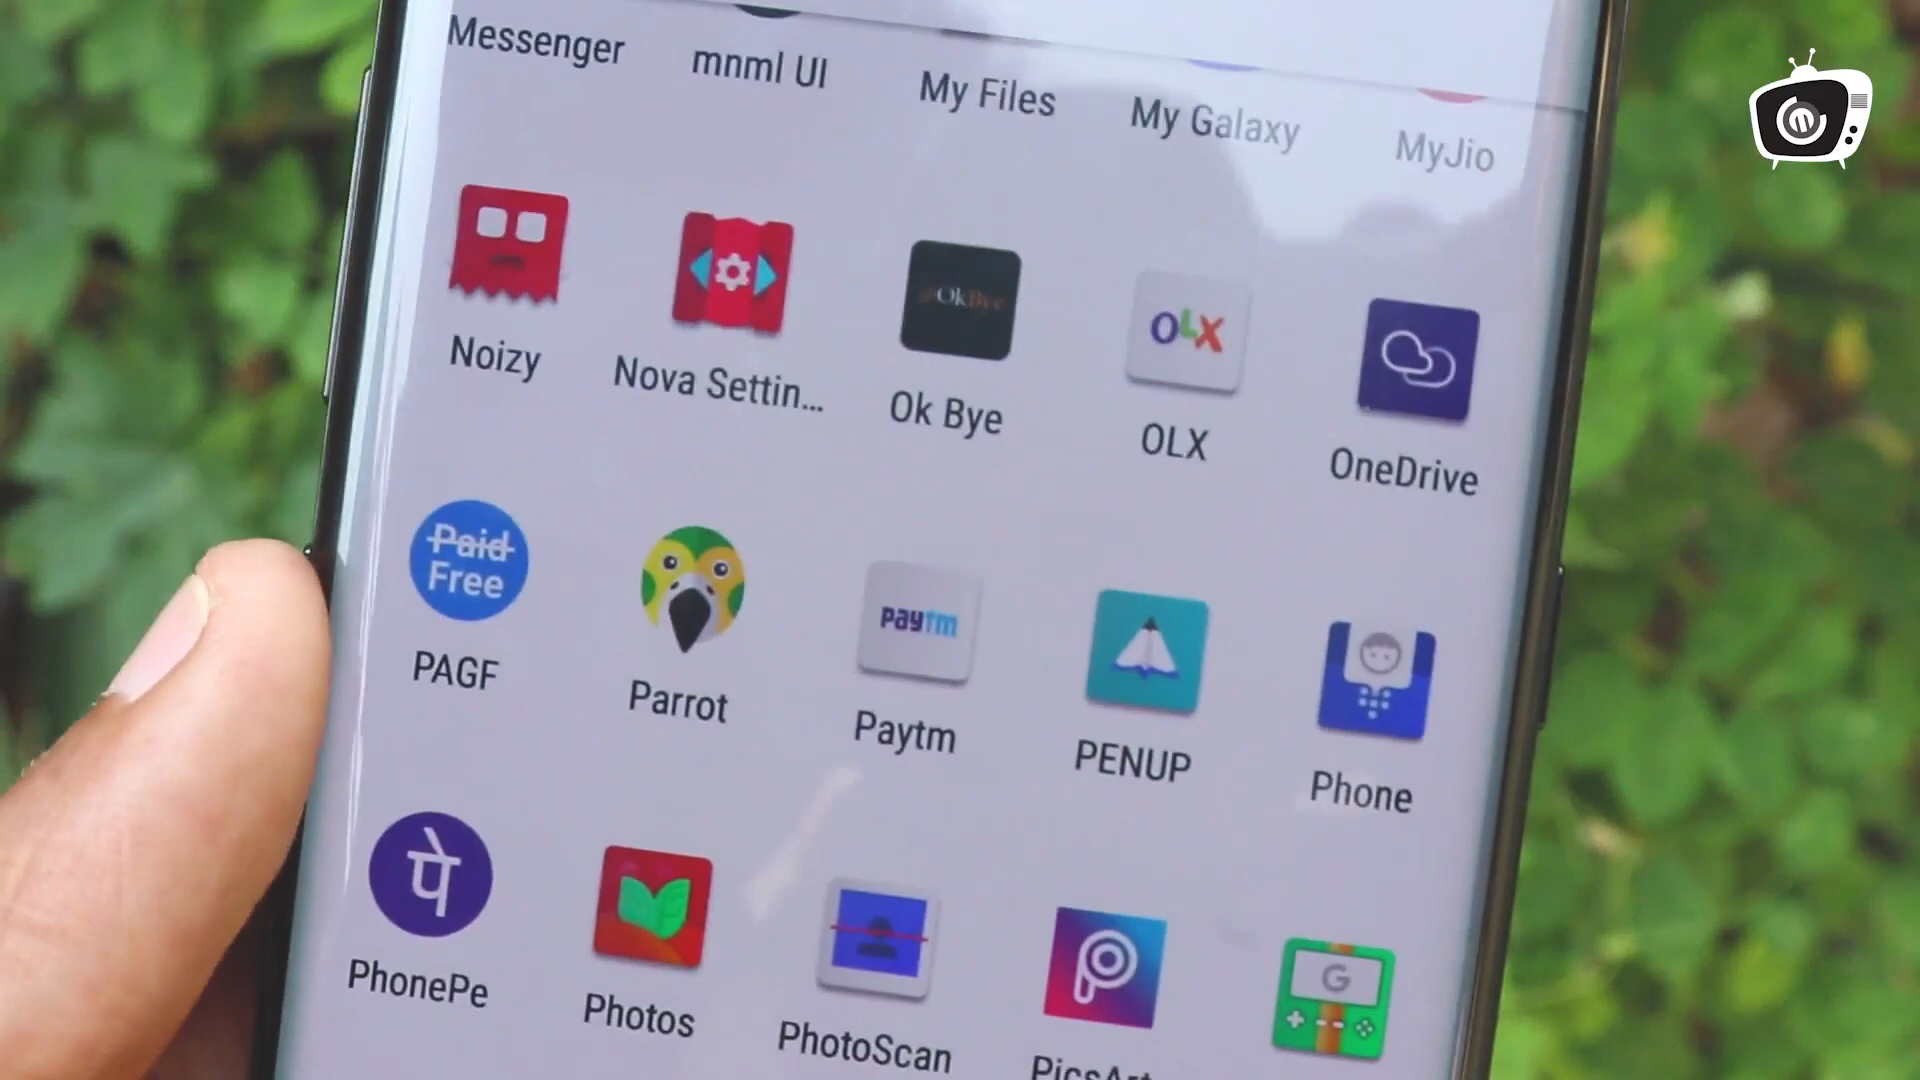 Messenger
mnml UI
My Files
My Galaxy
MyJio
OkBye
OLX
Noizy
Nova Settin...
Ok Bye
OLX
OneDrive
Paid
Free
Paytm
PAGF
Parrot
Paytm
PENUP
Phone
पे
G
PhonePe
Photos
PhotoScan
PicsArt